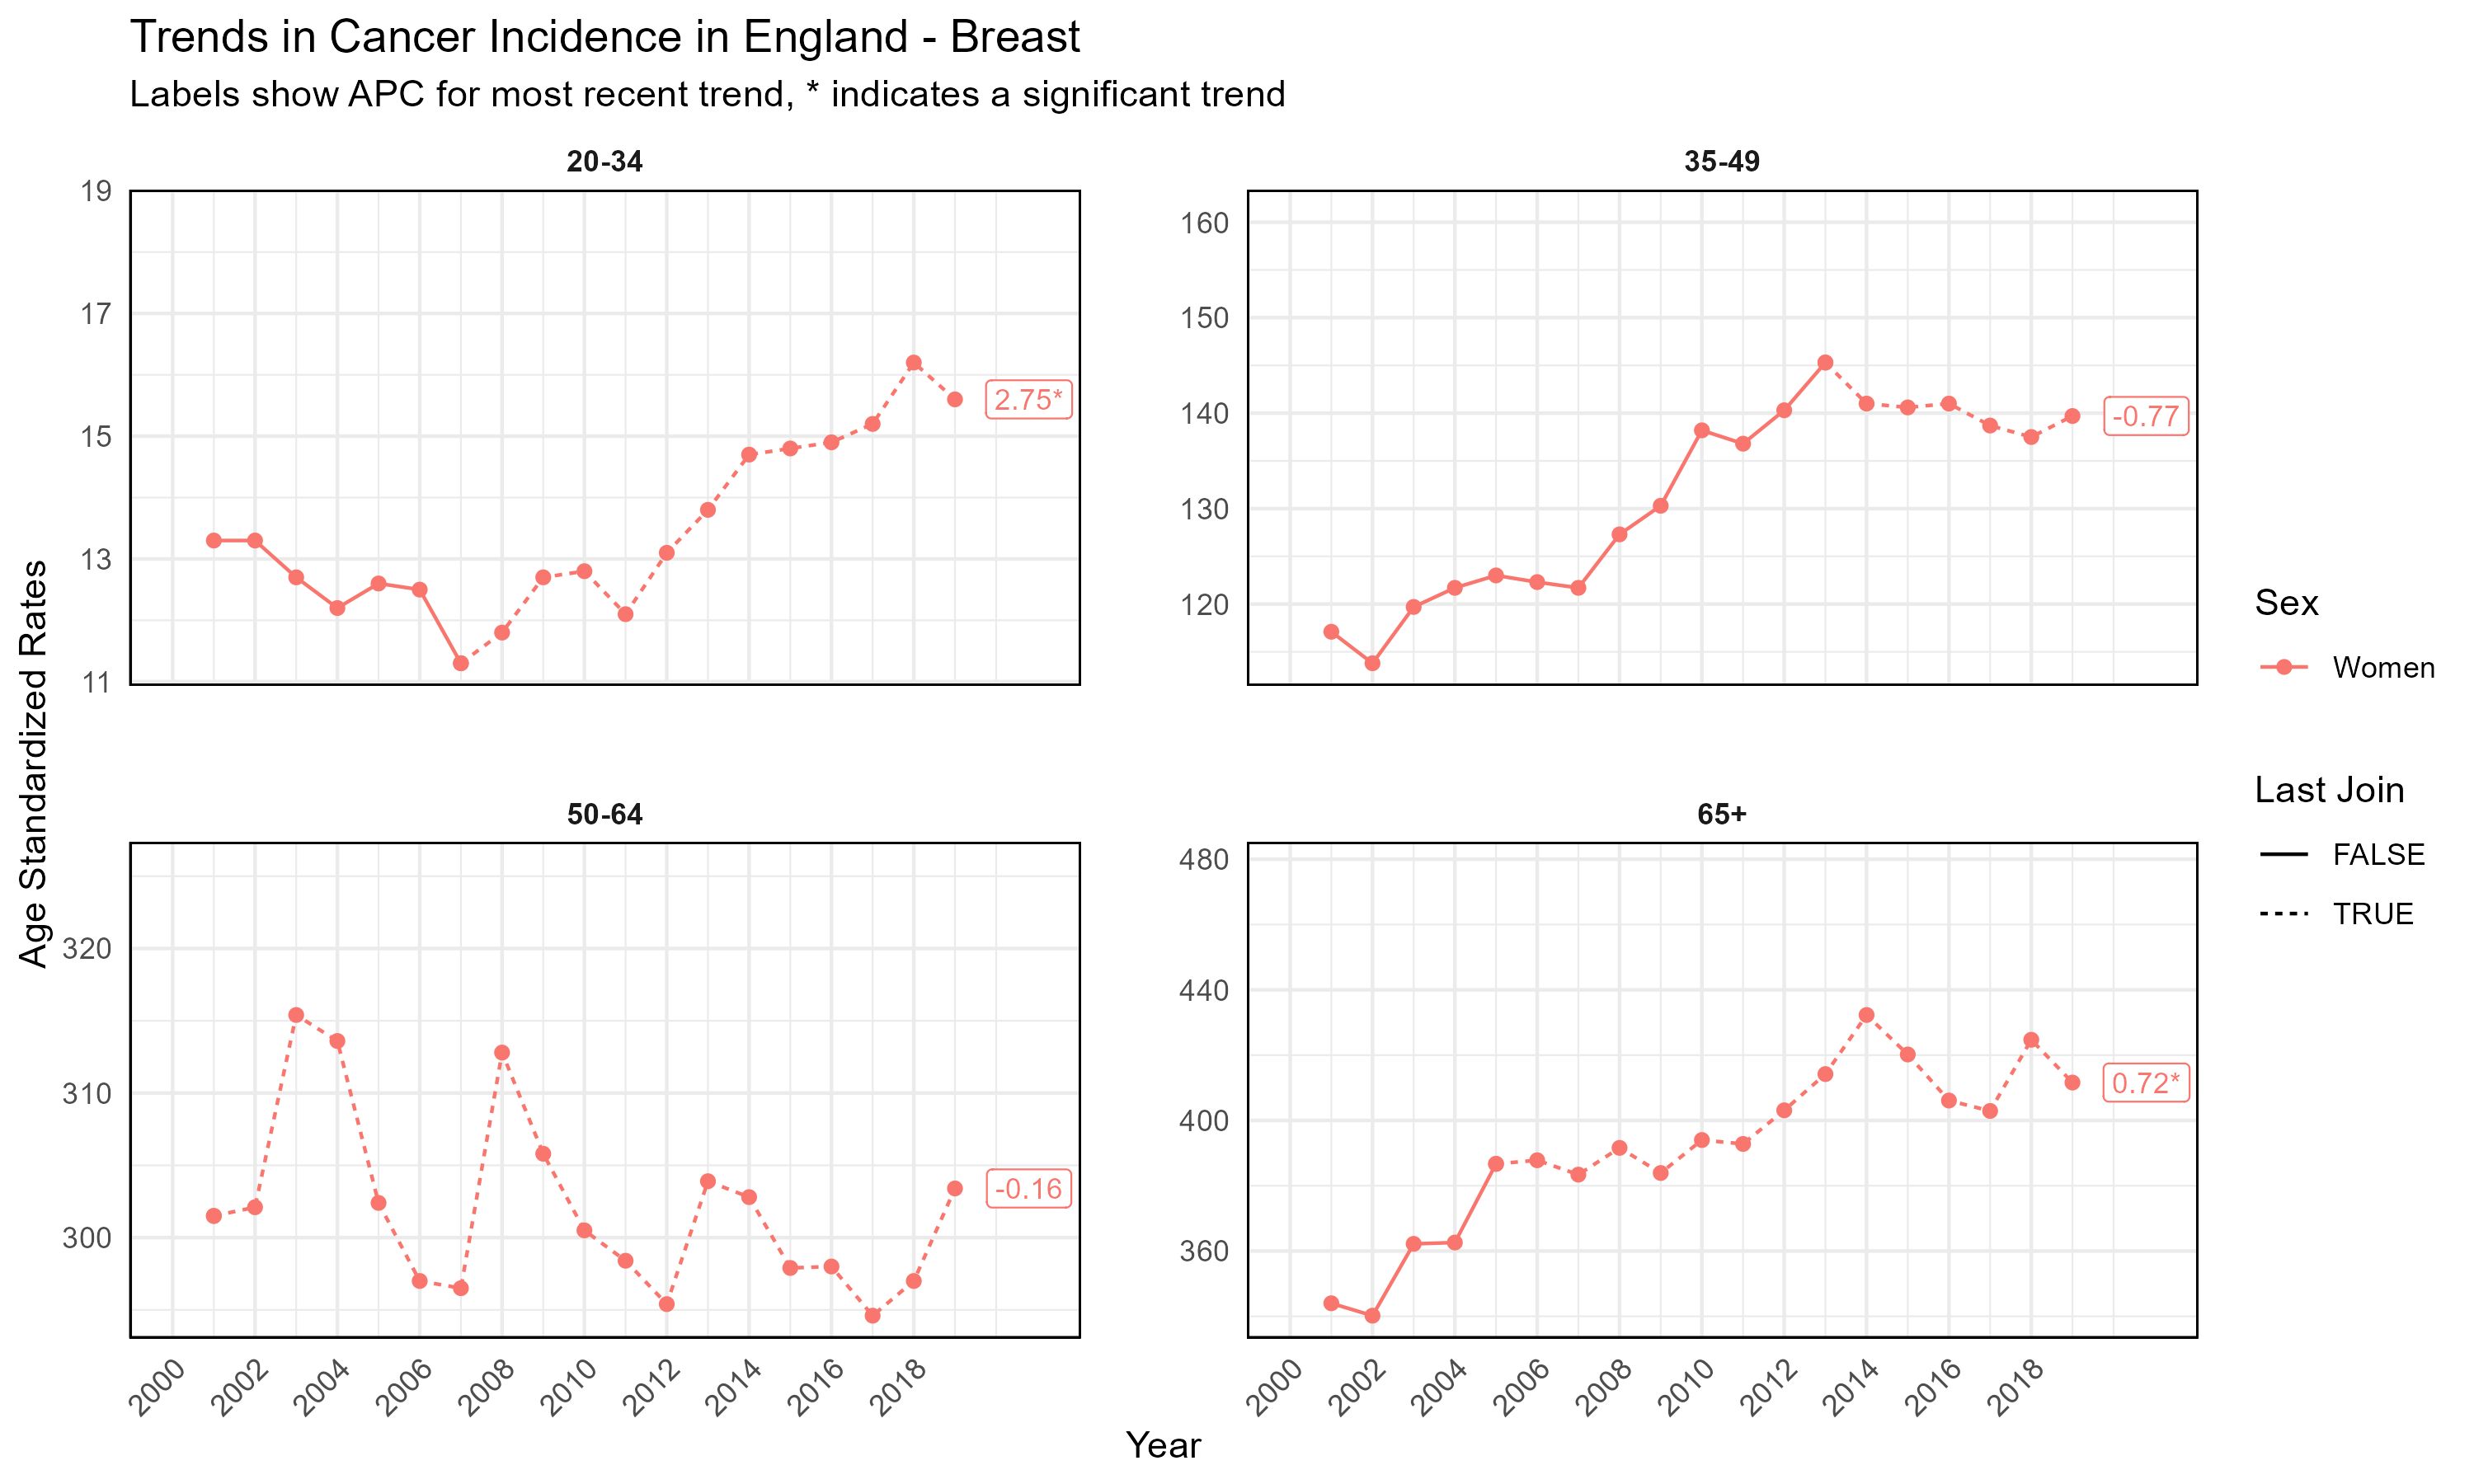 Trends in Cancer Incidence in England - Breast
Labels show APC for most recent trend, * indicates a significant trend
Age Standardized Rates
20-34
19
17
15
13
11
2.75*
35-49
160
150
140
130
120
-0.77
50-64
320
310
300
-0.16
2000 2002 2004 2006 2008 2010 2012 2014 2016 2018
65+
480
440
400
360
0.72*
2000 2002 2004 2006 2008 2010 2012 2014 2016 2018
Year
Sex
Women
Last Join
FALSE
TRUE